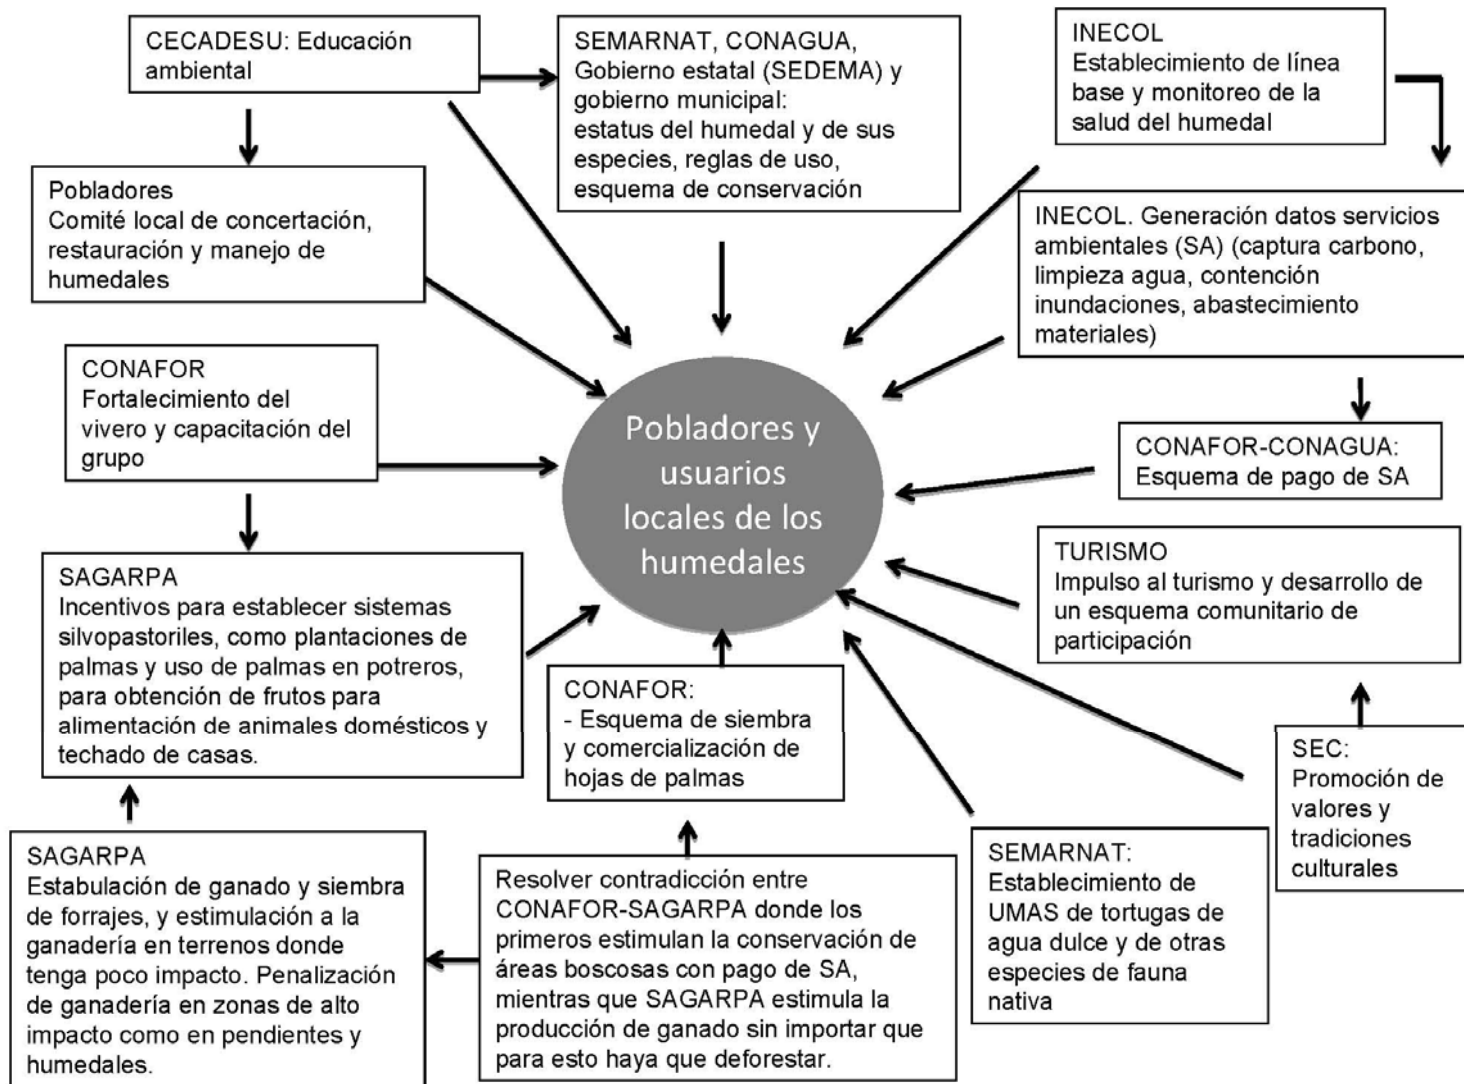 CECADESU: Educación
ambiental
SEMARNAT, CONAGUA,
Gobierno estatal (SEDEMA) y
gobierno municipal:
estatus del humedal y de sus
especies, reglas de uso,
esquema de conservación
INECOL
Establecimiento de línea
base y monitoreo de la
salud del humedal
Pobladores
Comité local de concertación,
restauración y manejo de
humedales
INECOL. Generación datos servicios
ambientales (SA) (captura carbono,
limpieza agua, contención
inundaciones, abastecimiento
materiales)
CONAFOR
Fortalecimiento del
vivero y capacitación del
grupo
Pobladores y
usuarios
locales de los
humedales
CONAFOR-CONAGUA:
Esquema de pago de SA
SAGARPA
Incentivos para establecer sistemas
silvopastoriles, como plantaciones de
palmas y uso de palmas en potreros,
para obtención de frutos para
alimentación de animales domésticos y
techado de casas.
TURISMO
Impulso al turismo y desarrollo de
un esquema comunitario de
participación
CONAFOR:
- Esquema de siembra
y comercialización de
hojas de palmas
SEC:
Promoción de
valores y
tradiciones
culturales
SAGARPA
Estabulación de ganado y siembra
de forrajes, y estimulación a la
ganadería en terrenos donde
tenga poco impacto. Penalización
de ganadería en zonas de alto
impacto como en pendientes y
humedales.
Resolver contradicción entre
CONAFOR-SAGARPA donde los
primeros estimulan la conservación de
áreas boscosas con pago de SA,
mientras que SAGARPA estimula la
producción de ganado sin importar que
para esto haya que deforestar.
SEMARNAT:
Establecimiento de
UMAS de tortugas de
agua dulce y de otras
especies de fauna
nativa